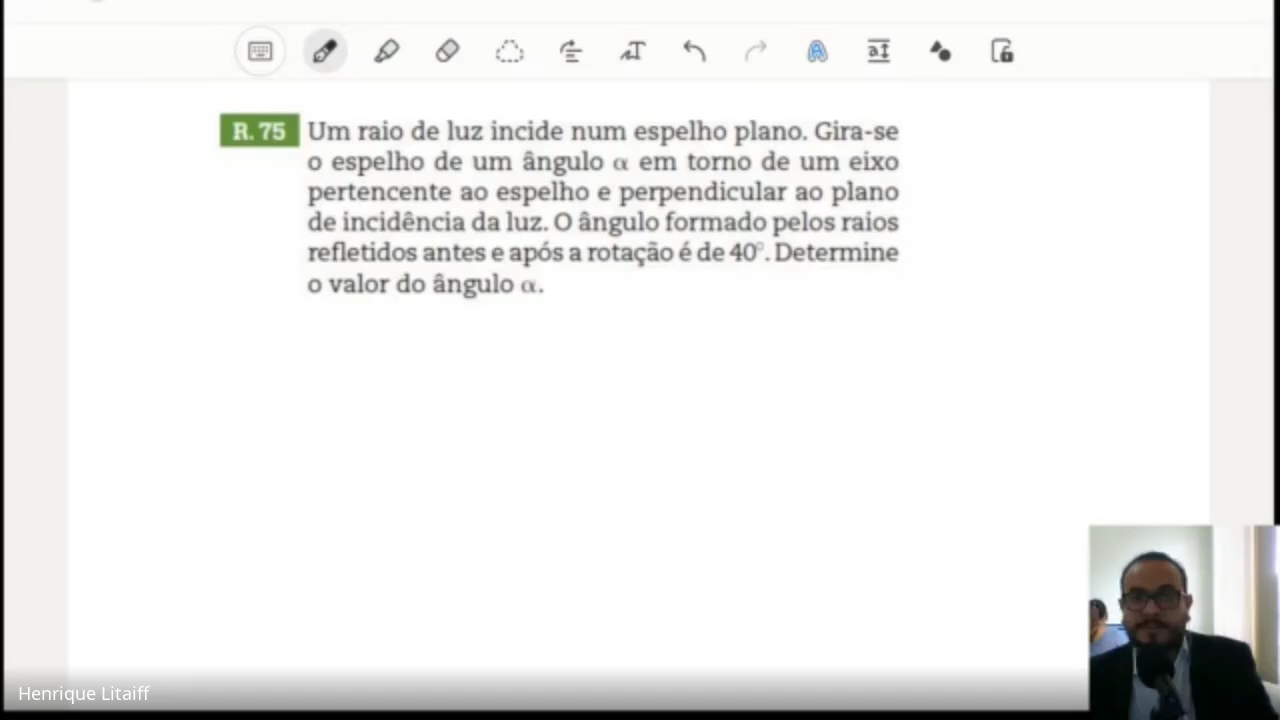 R. 75 Um raio de luz incide num espelho plano. Gira-se
o espelho de um ângulo α em torno de um eixo
pertencente ao espelho e perpendicular ao plano
de incidência da luz. O ângulo formado pelos raios
refletidos antes e após a rotação é de 40°. Determine
o valor do ângulo α.
Henrique Litaiff